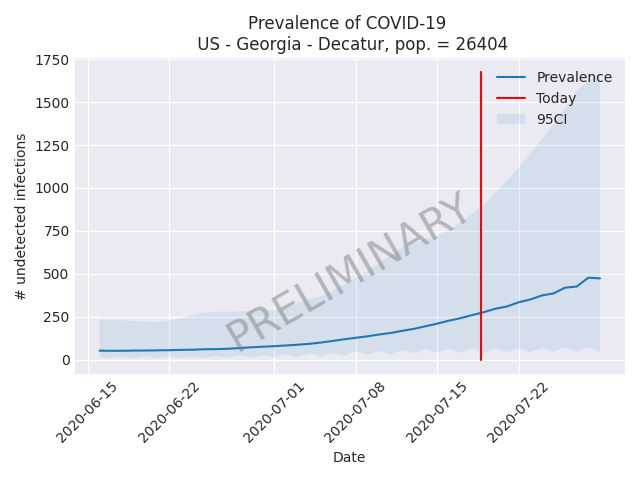 Prevalence of COVID-19
US - Georgia - Decatur, pop. = 26404
1750
1500
1250
1000
750
500
250
0
# undetected infections
Prevalence
Today
95CI
PRELIMINARY
2020-06-15
2020-06-22
2020-07-01
2020-07-08
2020-07-15
2020-07-22
Date